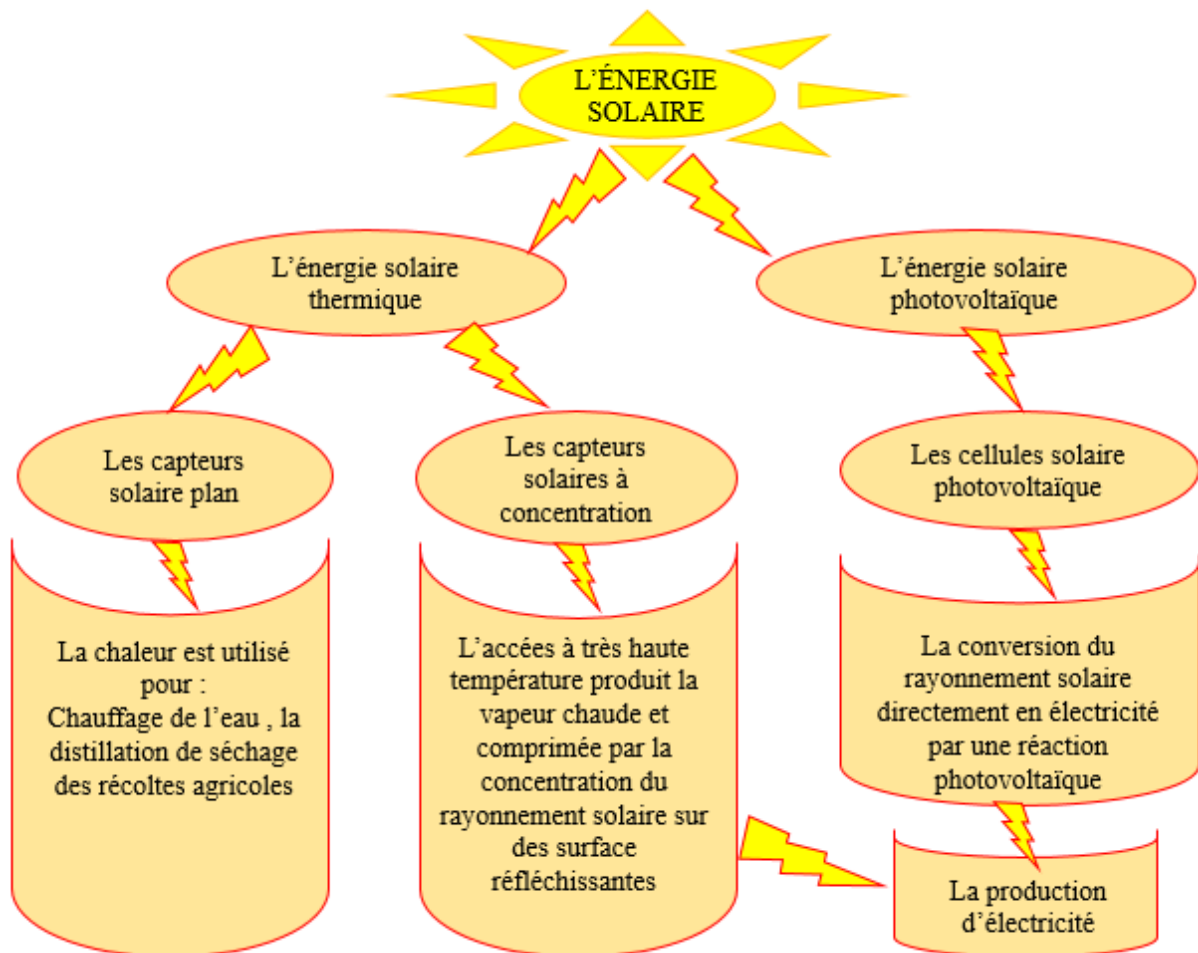 L’ÉNERGIE
SOLAIRE
L’énergie solaire
thermique
L’énergie solaire
photovoltaïque
Les capteurs
solaire plan
Les capteurs
solaires à
concentration
Les cellules solaire
photovoltaïque
La chaleur est utilisé
pour :
Chauffage de l’eau , la
distillation de séchage
des récoltes agricoles
L’accées à très haute
température produit la
vapeur chaude et
comprimée par la
concentration du
rayonnement solaire sur
des surface
réfléchissantes
La conversion du
rayonnement solaire
directement en électricité
par une réaction
photovoltaïque
La production
d’électricité